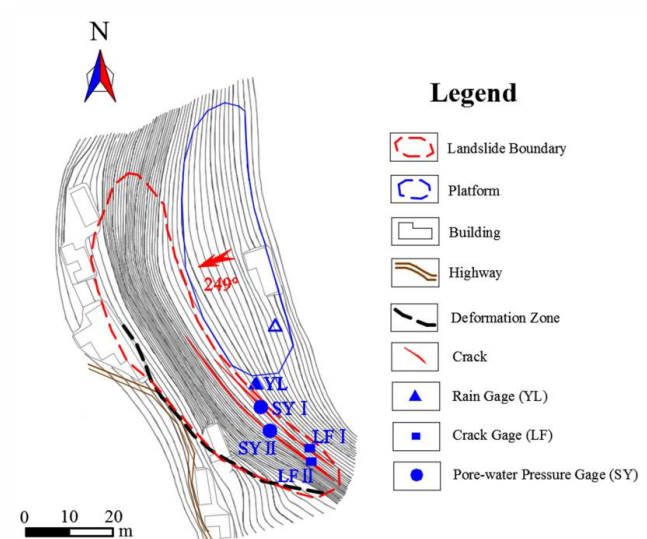 N
Legend
Landslide Boundary
Platform
Building
249°
Highway
Deformation Zone
Crack
YL
Rain Gage (YL)
SY I
LF I
SY II
Crack Gage (LF)
LF II
Pore-water Pressure Gage (SY)
0 10 20
m